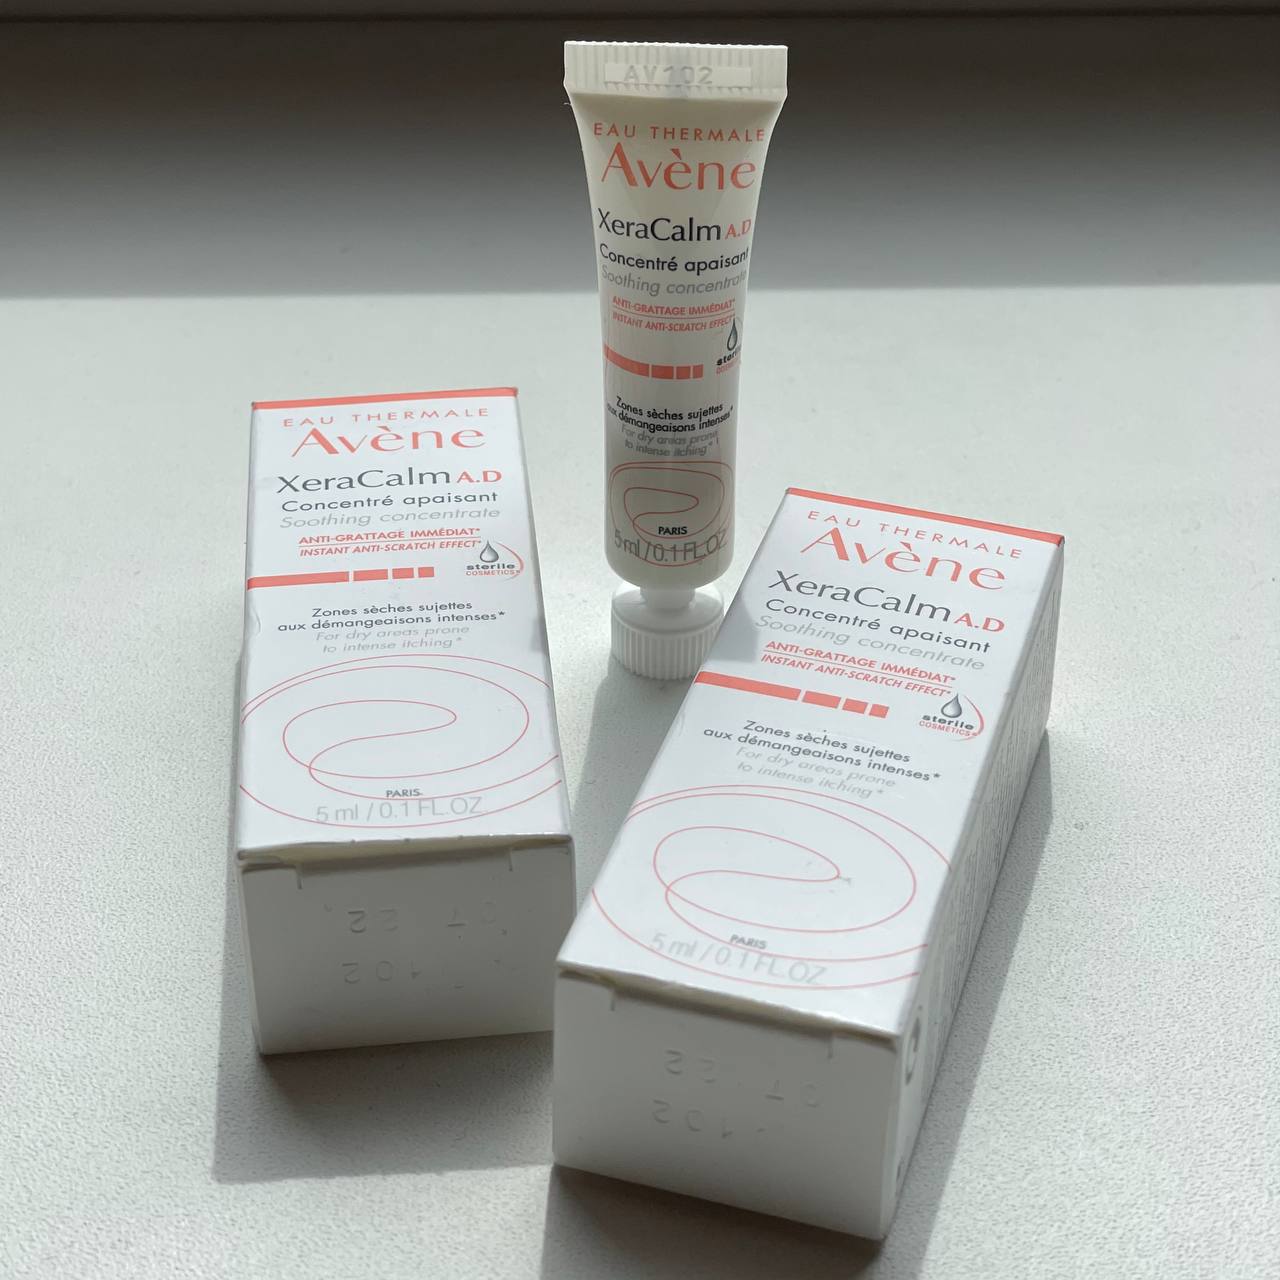 AV102
EAU THERMALE
Avène
XeraCalm A.D
Concentré apaisant
Soothing concentrate
ANTI-GRATTAGE IMMÉDIAT*
INSTANT ANTI-SCRATCH EFFECT*
sterile
COSMETICS
Zones sèches sujettes
aux démangeaisons intenses*
For dry areas prone
to intense itching*
PARIS
5 ml / 0.1 FL.OZ
EAU THERMALE
Avène
XeraCalm A.D
Concentré apaisant
Soothing concentrate
ANTI-GRATTAGE IMMÉDIAT*
INSTANT ANTI-SCRATCH EFFECT*
sterile
COSMETICS
Zones sèches sujettes
aux démangeaisons intenses*
For dry areas prone
to intense itching*
PARIS
5 ml / 0.1 FL.OZ
EAU THERMALE
Avène
XeraCalm A.D
Concentré apaisant
Soothing concentrate
ANTI-GRATTAGE IMMÉDIAT*
INSTANT ANTI-SCRATCH EFFECT*
sterile
COSMETICS
Zones sèches sujettes
aux démangeaisons intenses*
For dry areas prone
to intense itching*
PARIS
5 ml / 0.1 FL.OZ